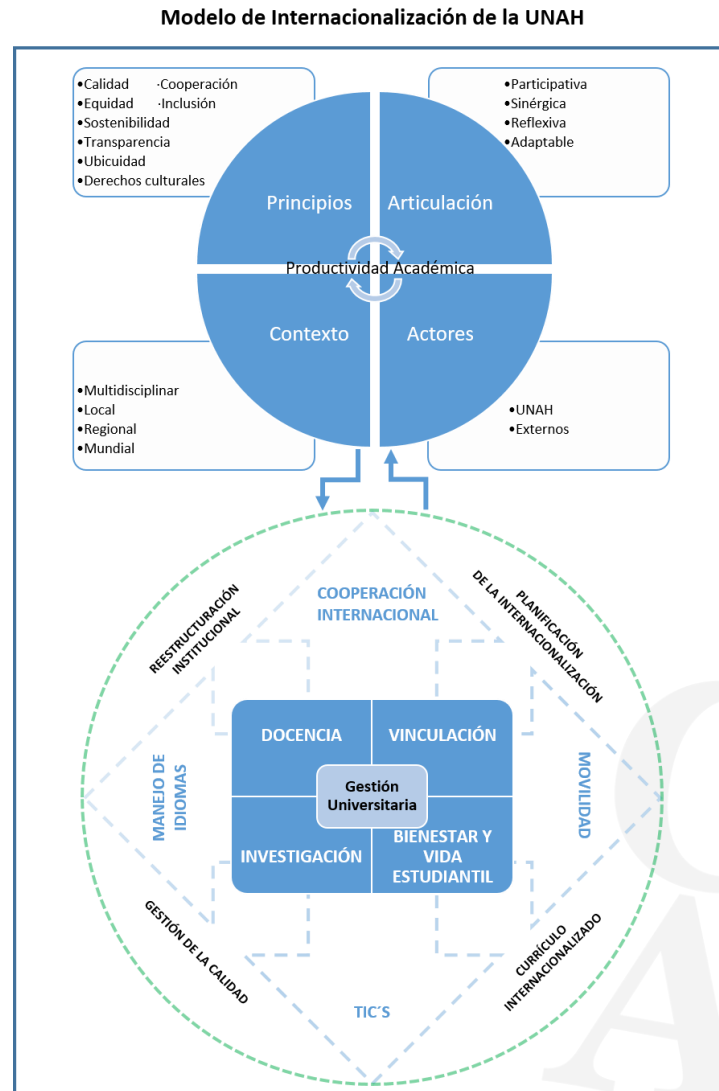 Modelo de Internacionalización de la UNAH
•Calidad ·Cooperación
•Equidad ·Inclusión
•Sostenibilidad
•Transparencia
•Ubicuidad
•Derechos culturales
•Participativa
•Sinérgica
•Reflexiva
•Adaptable
Principios
Articulación
Productividad Académica
Contexto
Actores
•Multidisciplinar
•Local
•Regional
•Mundial
•UNAH
•Externos
REESTRUCTURACIÓN
INSTITUCIONAL
COOPERACIÓN
INTERNACIONAL
PLANIFICACIÓN
DE LA INTERNACIONALIZACIÓN
MANEJO DE
IDIOMAS
DOCENCIA
VINCULACIÓN
Gestión
Universitaria
INVESTIGACIÓN
BIENESTAR Y
VIDA
ESTUDIANTIL
MOVILIDAD
GESTIÓN DE LA CALIDAD
CURRÍCULO
INTERNACIONALIZADO
TIC´S